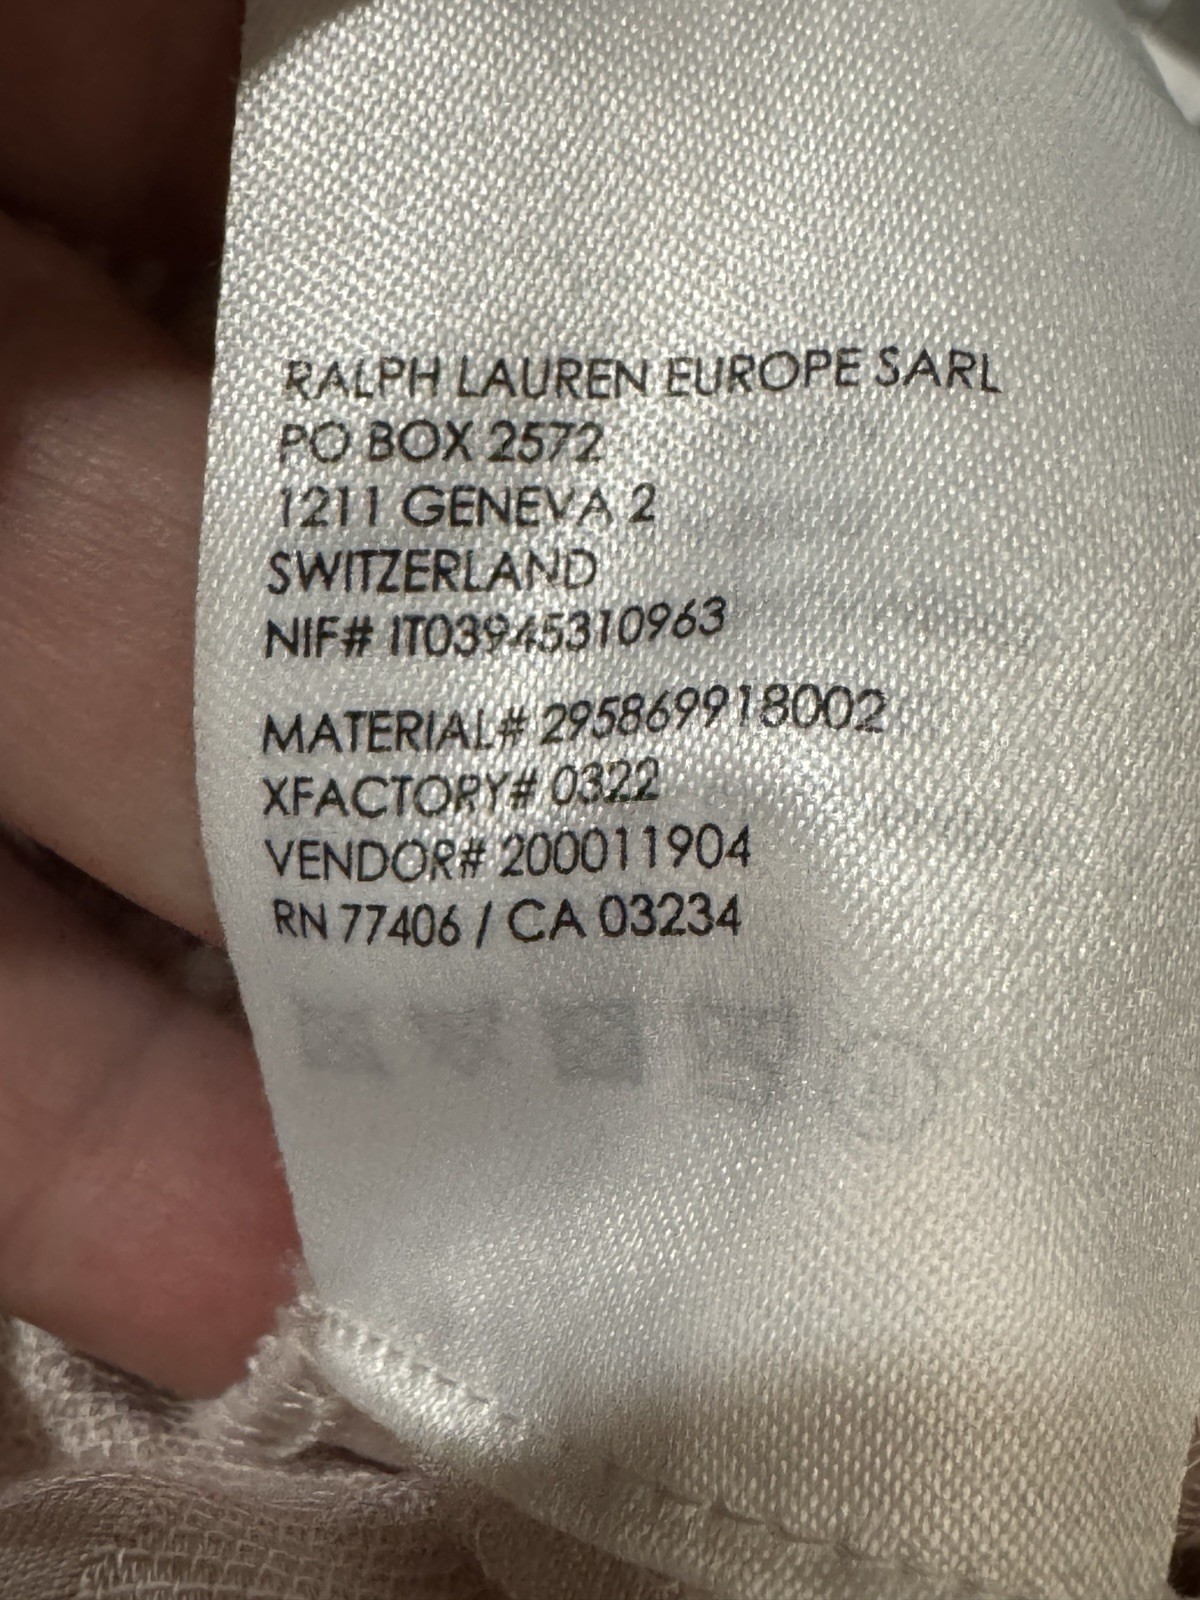 RALPH LAUREN EUROPE SARL
PO BOX 2572
1211 GENEVA 2
SWITZERLAND
NIF# IT03945310963
MATERIAL# 295869918002
XFACTORY# 0322
VENDOR# 200011904
RN 77406 / CA 03234